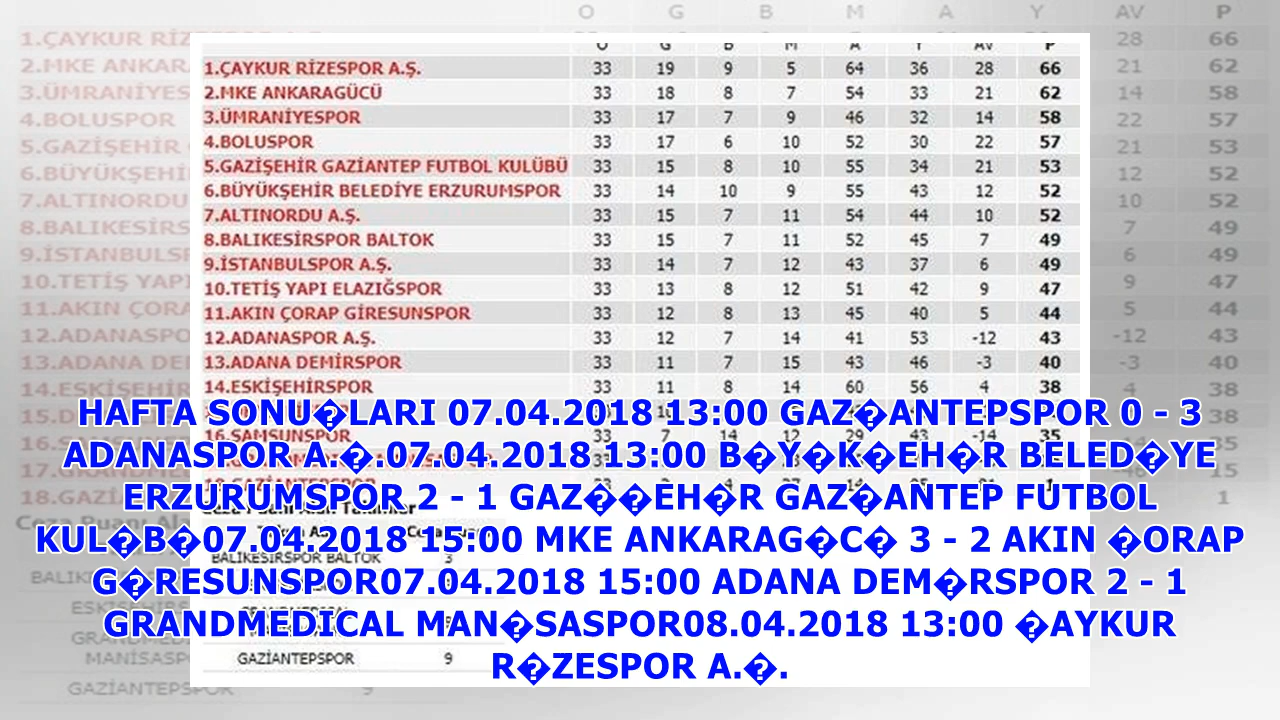 O G B M A Y AV P
1.ÇAYKUR RİZESPOR A.Ş. 33 19 9 5 64 36 28 66
2.MKE ANKARAGÜCÜ 33 18 8 7 54 33 21 62
3.ÜMRANİYESPOR 33 17 7 9 46 32 14 58
4.BOLUSPOR 33 17 6 10 52 30 22 57
5.GAZİŞEHİR GAZİANTEP FUTBOL KULÜBÜ 33 15 8 10 55 34 21 53
6.BÜYÜKŞEHİR BELEDİYE ERZURUMSPOR 33 14 10 9 55 43 12 52
7.ALTINORDU A.Ş. 33 15 7 11 54 44 10 52
8.BALIKESİRSPOR BALTOK 33 15 7 11 52 45 7 49
9.İSTANBULSPOR A.Ş. 33 14 7 12 43 37 6 49
10.TETİŞ YAPI ELAZIĞSPOR 33 13 8 12 51 42 9 47
11.AKIN ÇORAP GİRESUNSPOR 33 12 8 13 45 40 5 44
12.ADANASPOR A.Ş. 33 12 7 14 41 53 -12 43
13.ADANA DEMİRSPOR 33 11 7 15 43 46 -3 40
14.ESKİŞEHİRSPOR 33 11 8 14 60 56 4 38
HAFTA SONU�LARI 07.04.2018 13:00 GAZ�ANTEPSPOR 0 - 3
16.SAMSUNSPOR 33 7 14 12 29 43 -14 35
ADANASPOR A.�.07.04.2018 13:00 B�Y�K�EH�R BELED�YE
ERZURUMSPOR 2 - 1 GAZ��EH�R GAZ�ANTEP FUTBOL
KUL�B�07.04.2018 15:00 MKE ANKARAG�C� 3 - 2 AKIN �ORAP
BALIKESİRSPOR BALTOK 3
G�RESUNSPOR07.04.2018 15:00 ADANA DEM�RSPOR 2 - 1
GRANDMEDICAL MAN�SASPOR08.04.2018 13:00 �AYKUR
GAZİANTEPSPOR 9
R�ZESPOR A.�.